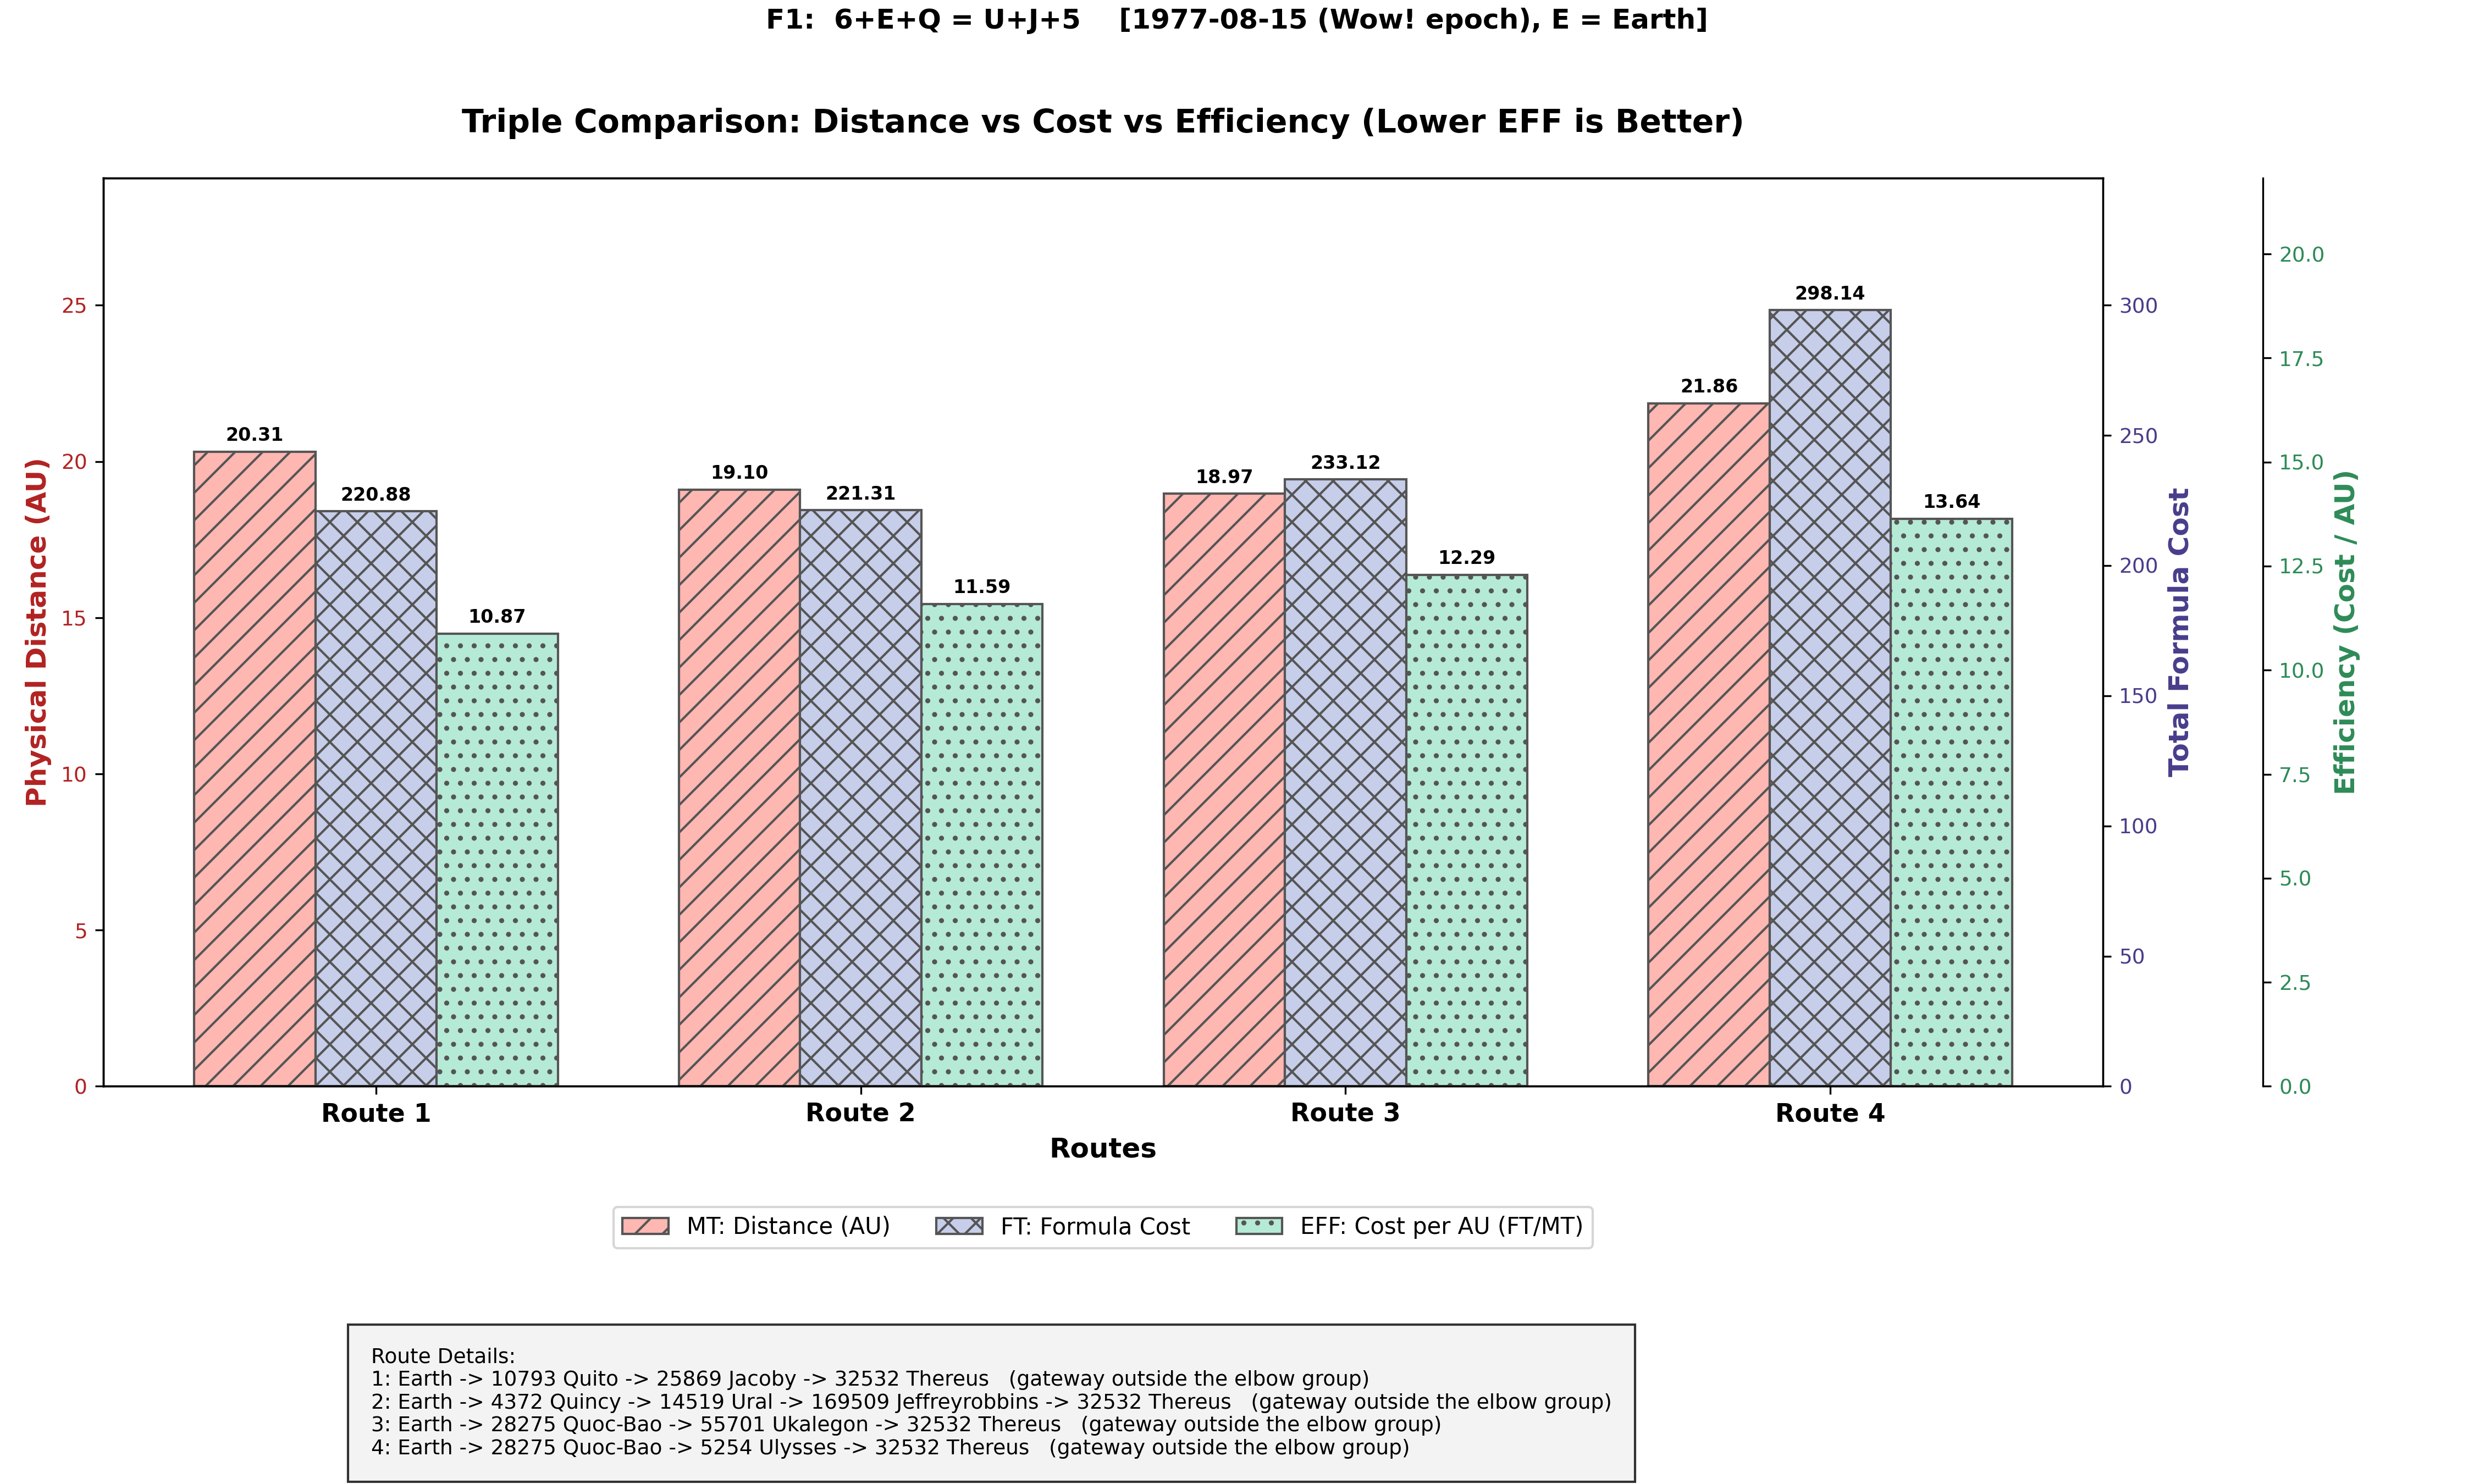 F1:  6+E+Q = U+J+5    [1977-08-15 (Wow! epoch), E = Earth]
Triple Comparison: Distance vs Cost vs Efficiency (Lower EFF is Better)
Physical Distance (AU)
25
20
15
10
5
0
20.31
220.88
10.87
19.10
221.31
11.59
18.97
233.12
12.29
21.86
298.14
13.64
300
250
200
150
100
50
0
Total Formula Cost
20.0
17.5
15.0
12.5
10.0
7.5
5.0
2.5
0.0
Efficiency (Cost / AU)
Route 1
Route 2
Route 3
Route 4
Routes
MT: Distance (AU)
FT: Formula Cost
EFF: Cost per AU (FT/MT)
Route Details:
1: Earth -> 10793 Quito -> 25869 Jacoby -> 32532 Thereus   (gateway outside the elbow group)
2: Earth -> 4372 Quincy -> 14519 Ural -> 169509 Jeffreyrobbins -> 32532 Thereus   (gateway outside the elbow group)
3: Earth -> 28275 Quoc-Bao -> 55701 Ukalegon -> 32532 Thereus   (gateway outside the elbow group)
4: Earth -> 28275 Quoc-Bao -> 5254 Ulysses -> 32532 Thereus   (gateway outside the elbow group)